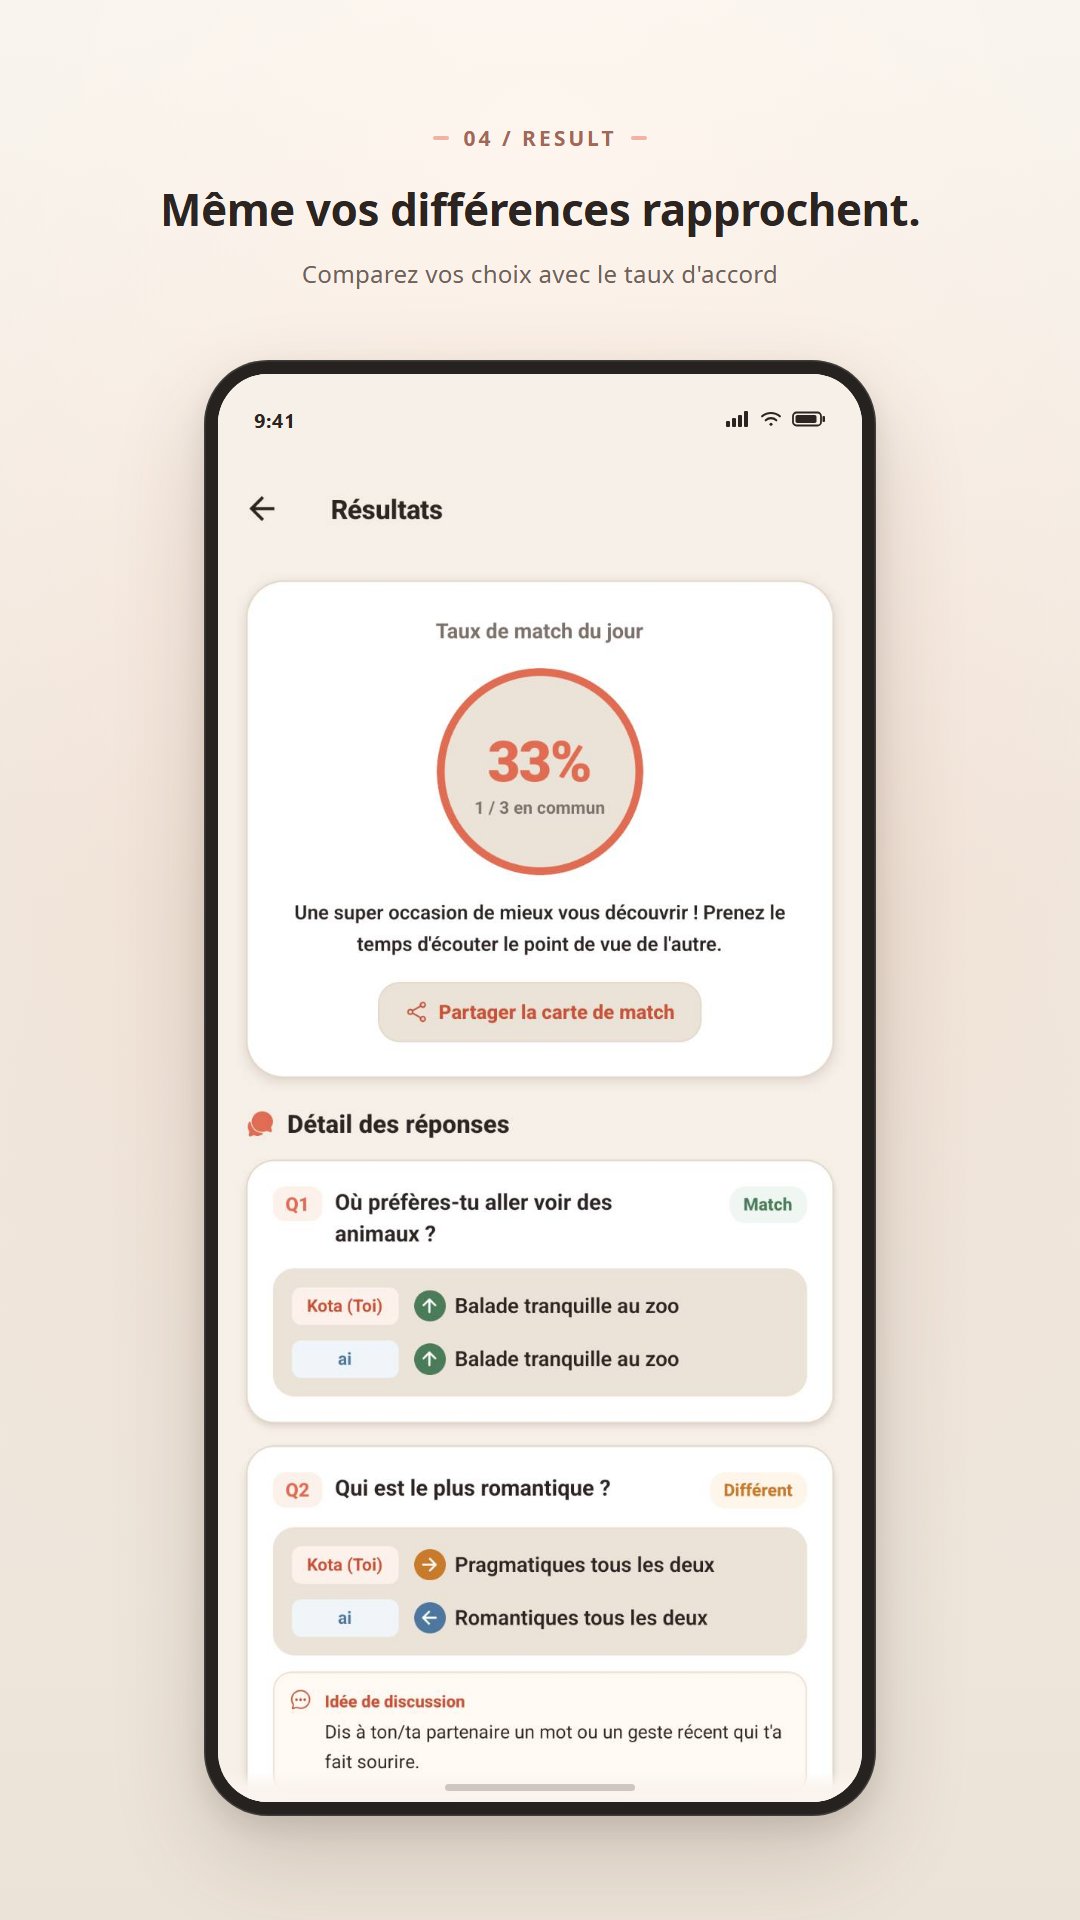 04 / RESULT
Même vos différences rapprochent.
Comparez vos choix avec le taux d'accord
9:41
Résultats
Taux de match du jour
33%
1 / 3 en commun
Une super occasion de mieux vous découvrir ! Prenez le
temps d'écouter le point de vue de l'autre.
Partager la carte de match
Détail des réponses
Q1 Où préfères-tu aller voir des
animaux ?
Match
Kota (Toi) Balade tranquille au zoo
ai Balade tranquille au zoo
Q2 Qui est le plus romantique ? Différent
Kota (Toi) Pragmatiques tous les deux
ai Romantiques tous les deux
Idée de discussion
Dis à ton/ta partenaire un mot ou un geste récent qui t'a
fait sourire.